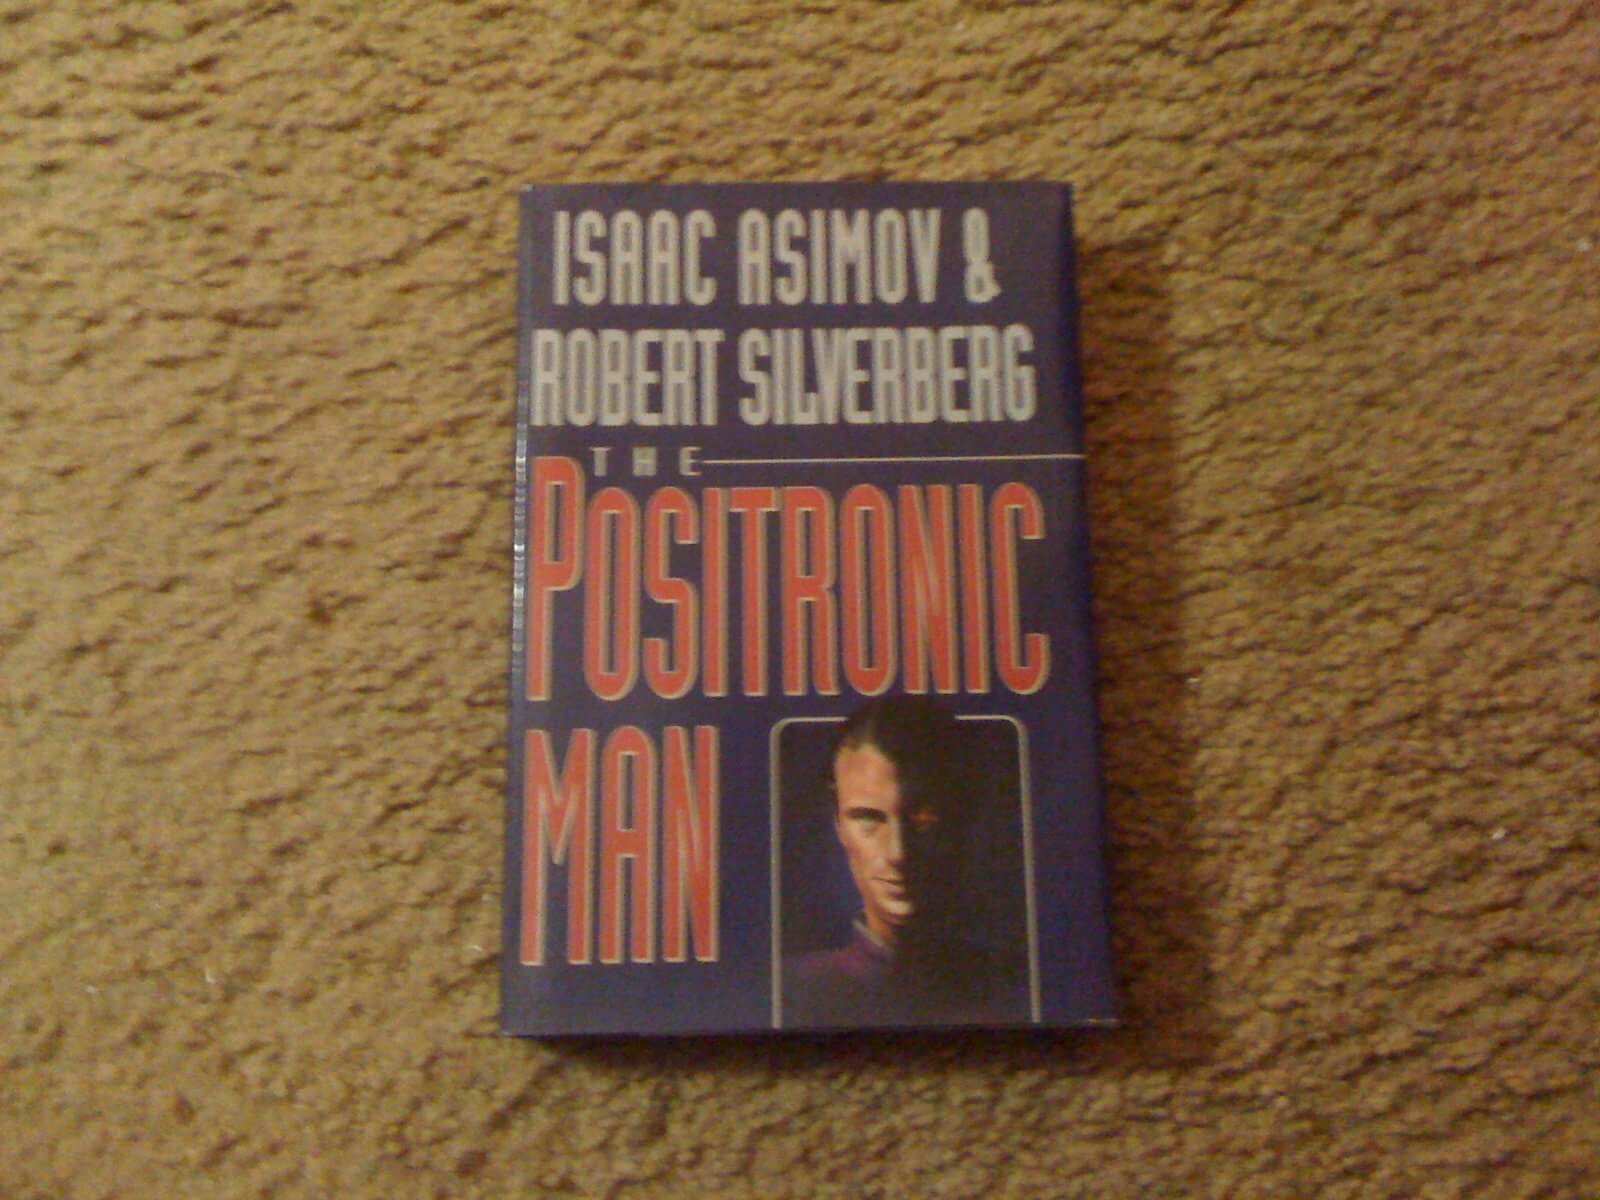 ISAAC ASIMOV &
ROBERT SILVERBERG
THE
POSITRONIC
MAN